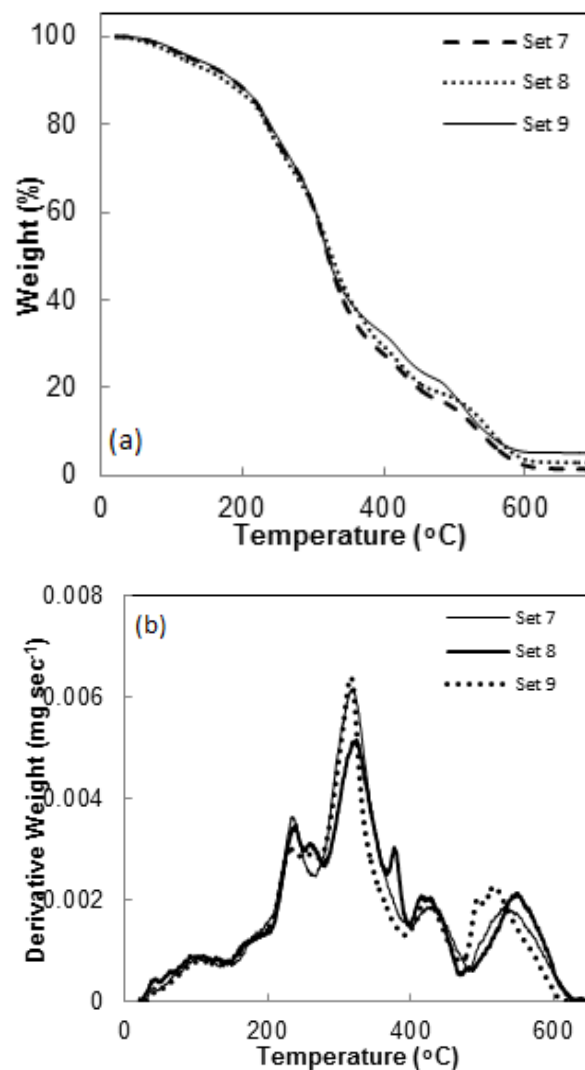 100
80
60
40
20
0
Weight (%)
Set 7
Set 8
Set 9
(a)
0 200 400 600
Temperature (oC)
0.008
0.006
0.004
0.002
0
Derivative Weight (mg sec-1)
(b)
Set 7
Set 8
Set 9
0 200 400 600
Temperature (oC)